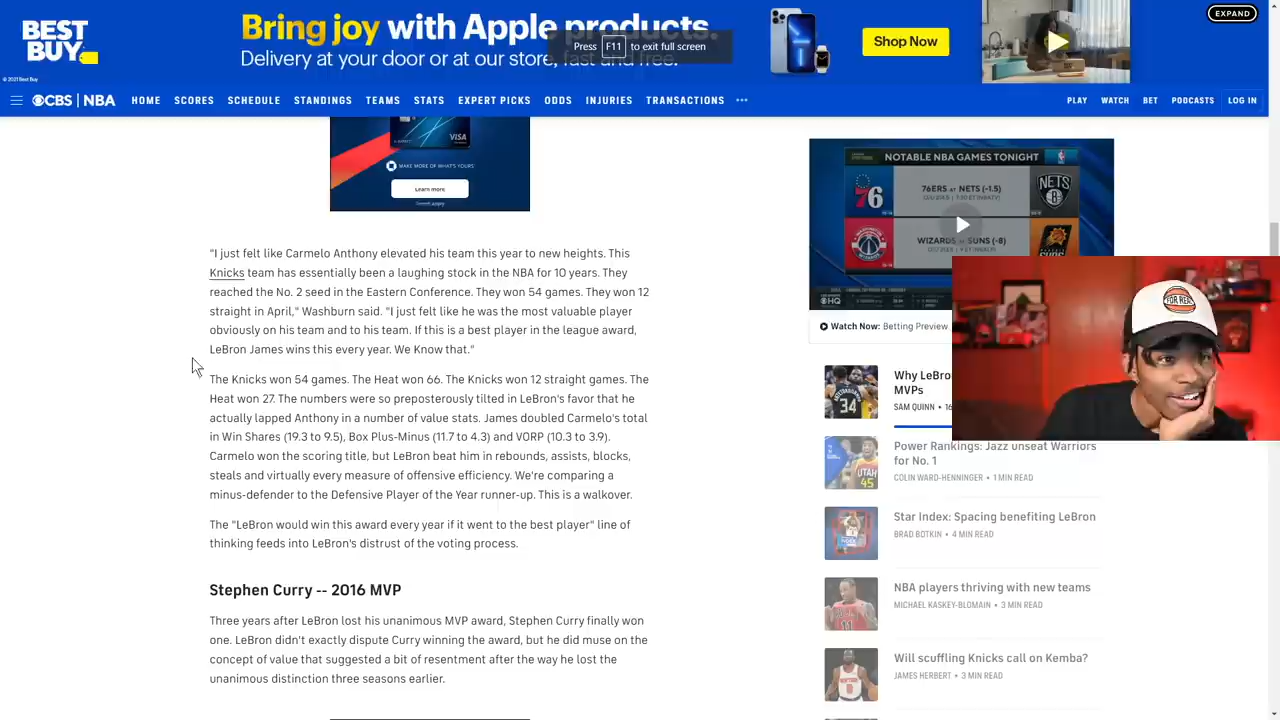 BEST
BUY
© 2021 Best Buy
Bring joy with Apple products.
Delivery at your door or at our store, fast and free.
Press F11 to exit full screen
Shop Now
EXPAND
CBS | NBA
HOME
SCORES
SCHEDULE
STANDINGS
TEAMS
STATS
EXPERT PICKS
ODDS
INJURIES
TRANSACTIONS
•••
PLAY
WATCH
BET
PODCASTS
LOG IN
VISA
MAKE MORE OF WHAT'S YOURS
Learn more
"I just felt like Carmelo Anthony elevated his team this year to new heights. This
Knicks team has essentially been a laughing stock in the NBA for 10 years. They
reached the No. 2 seed in the Eastern Conference. They won 54 games. They won 12
straight in April," Washburn said. "I just felt like he was the most valuable player
obviously on his team and to his team. If this is a best player in the league award,
LeBron James wins this every year. We Know that."
The Knicks won 54 games. The Heat won 66. The Knicks won 12 straight games. The
Heat won 27. The numbers were so preposterously tilted in LeBron's favor that he
actually lapped Anthony in a number of value stats. James doubled Carmelo's total
in Win Shares (19.3 to 9.5), Box Plus-Minus (11.7 to 4.3) and VORP (10.3 to 3.9).
Carmelo won the scoring title, but LeBron beat him in rebounds, assists, blocks,
steals and virtually every measure of offensive efficiency. We're comparing a
minus-defender to the Defensive Player of the Year runner-up. This is a walkover.
The "LeBron would win this award every year if it went to the best player" line of
thinking feeds into LeBron's distrust of the voting process.
Stephen Curry -- 2016 MVP
Three years after LeBron lost his unanimous MVP award, Stephen Curry finally won
one. LeBron didn't exactly dispute Curry winning the award, but he did muse on the
concept of value that suggested a bit of resentment after the way he lost the
unanimous distinction three seasons earlier.
NOTABLE NBA GAMES TONIGHT
76ERS AT NETS (-1.5)
WIZARDS AT SUNS (-8)
76
NETS
HQ
Watch Now: Betting Preview
FOR REAL
34
Why LeBro
MVPs
SAM QUINN • 16
Power Rankings: Jazz unseat Warriors
for No. 1
COLIN WARD-HENNINGER • 1 MIN READ
UTAH
45
Star Index: Spacing benefiting LeBron
BRAD BOTKIN • 4 MIN READ
NBA players thriving with new teams
MICHAEL KASKEY-BLOMAIN • 3 MIN READ
11
Will scuffling Knicks call on Kemba?
JAMES HERBERT • 3 MIN READ
8